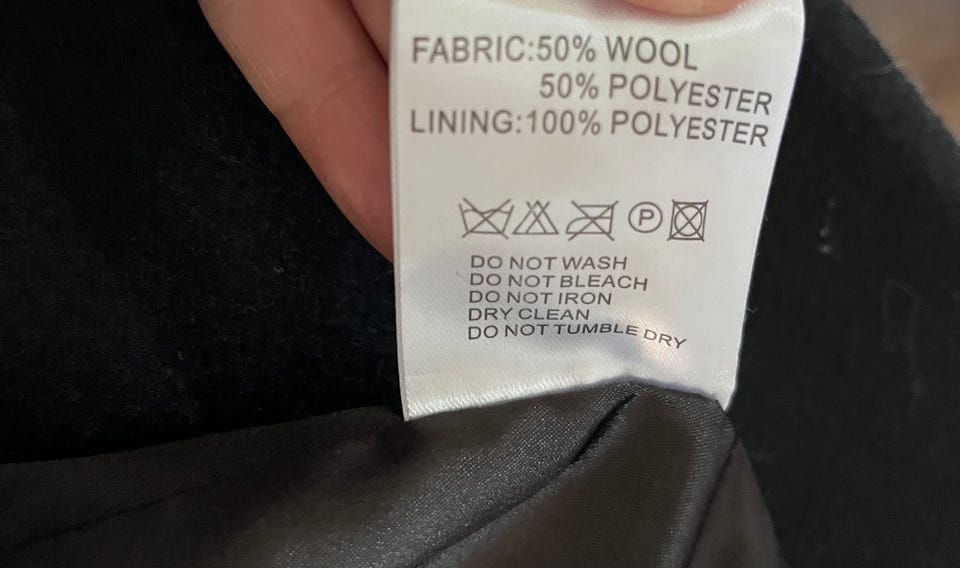 FABRIC:50% WOOL
50% POLYESTER
LINING:100% POLYESTER
P
DO NOT WASH
DO NOT BLEACH
DO NOT IRON
DRY CLEAN
DO NOT TUMBLE DRY